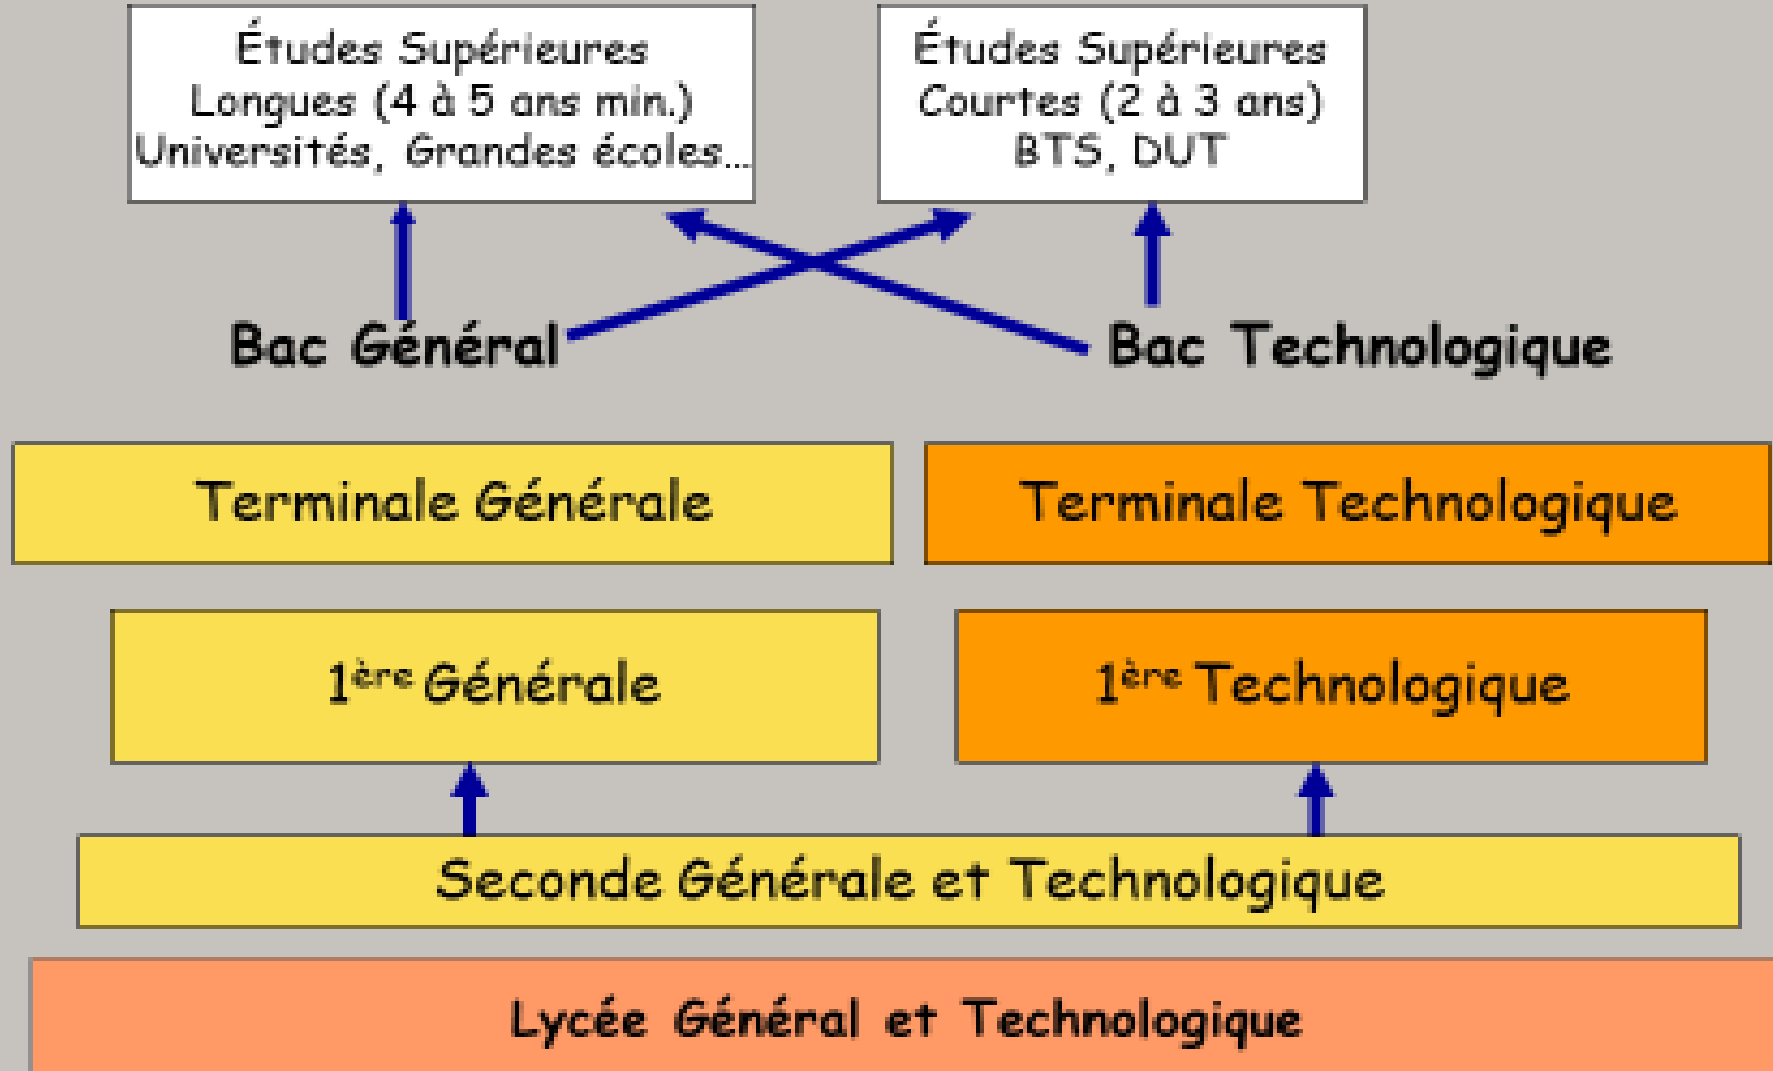 Études Supérieures
Longues (4 à 5 ans min.)
Universités, Grandes écoles...
Études Supérieures
Courtes (2 à 3 ans)
BTS, DUT
Bac Général
Bac Technologique
Terminale Générale
Terminale Technologique
1ère Générale
1ère Technologique
Seconde Générale et Technologique
Lycée Général et Technologique